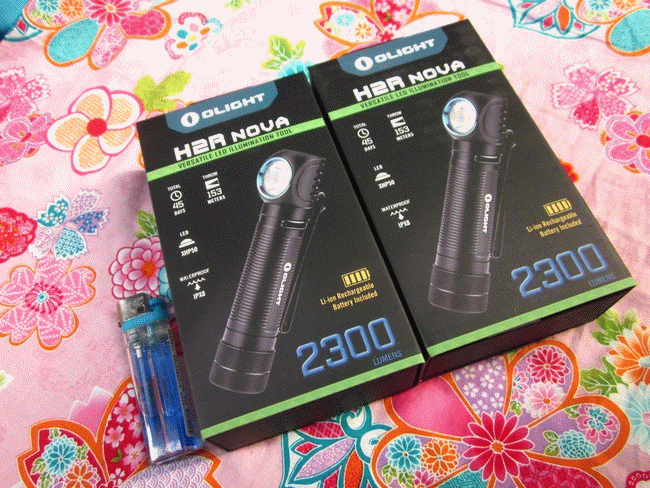 OLIGHT
H2R NOVA
VERSATILE LED ILLUMINATION TOOL
TOTAL
45
DAYS
THROW
153
METERS
LED
XHP50
WATERPROOF
IPX8
OLIGHT
Li-ion Rechargeable
Battery Included
2300
LUMENS
OLIGHT
H2R NOVA
VERSATILE LED ILLUMINATION TOOL
TOTAL
45
DAYS
THROW
153
METERS
LED
XHP50
WATERPROOF
IPX8
OLIGHT
Li-ion Rechargeable
Battery Included
2300
LUMENS